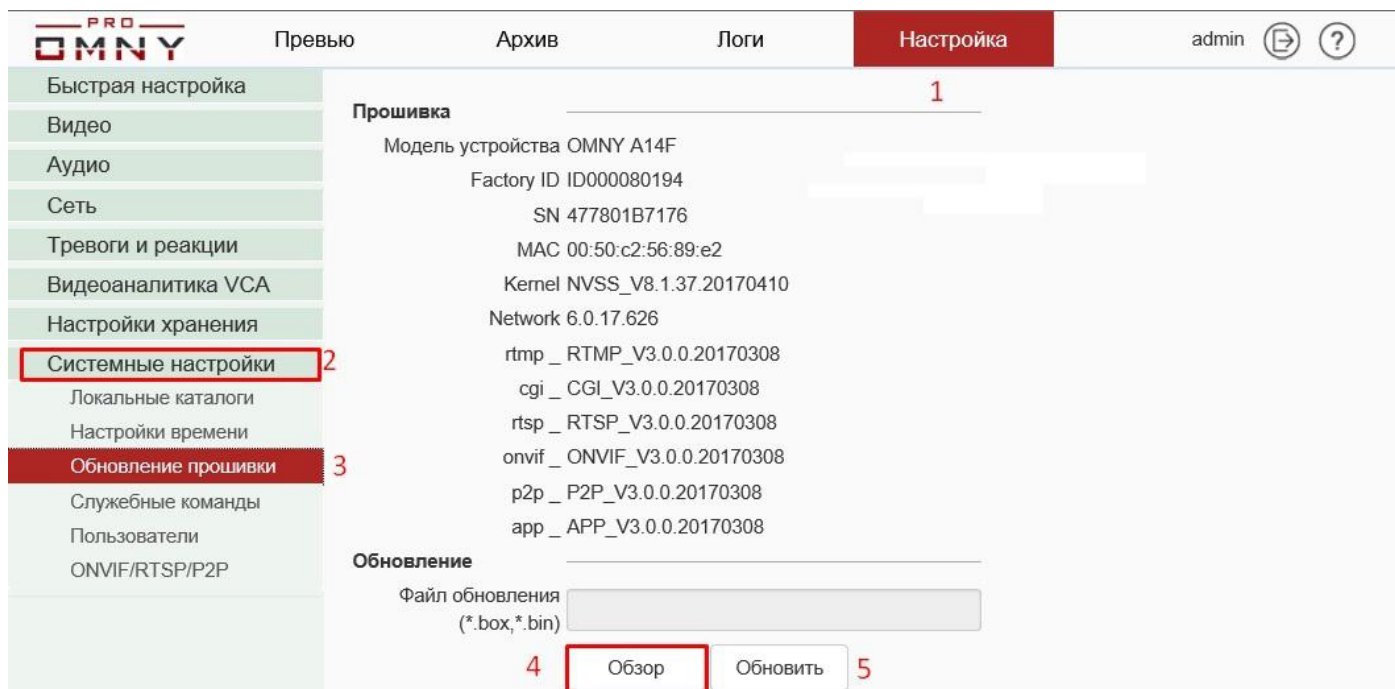 PRO
OMNY
Превью Архив Логи Настройка admin ?
1
Быстрая настройка
Видео
Аудио
Сеть
Тревоги и реакции
Видеоаналитика VCA
Настройки хранения
Системные настройки 2
Локальные каталоги
Настройки времени
Обновление прошивки 3
Служебные команды
Пользователи
ONVIF/RTSP/P2P
Прошивка
Модель устройства OMNY A14F
Factory ID ID000080194
SN 477801B7176
MAC 00:50:c2:56:89:e2
Kernel NVSS_V8.1.37.20170410
Network 6.0.17.626
rtmp _ RTMP_V3.0.0.20170308
cgi _ CGI_V3.0.0.20170308
rtsp _ RTSP_V3.0.0.20170308
onvif _ ONVIF_V3.0.0.20170308
p2p _ P2P_V3.0.0.20170308
app _ APP_V3.0.0.20170308
Обновление
Файл обновления
(*.box,*.bin)
4 Обзор Обновить 5